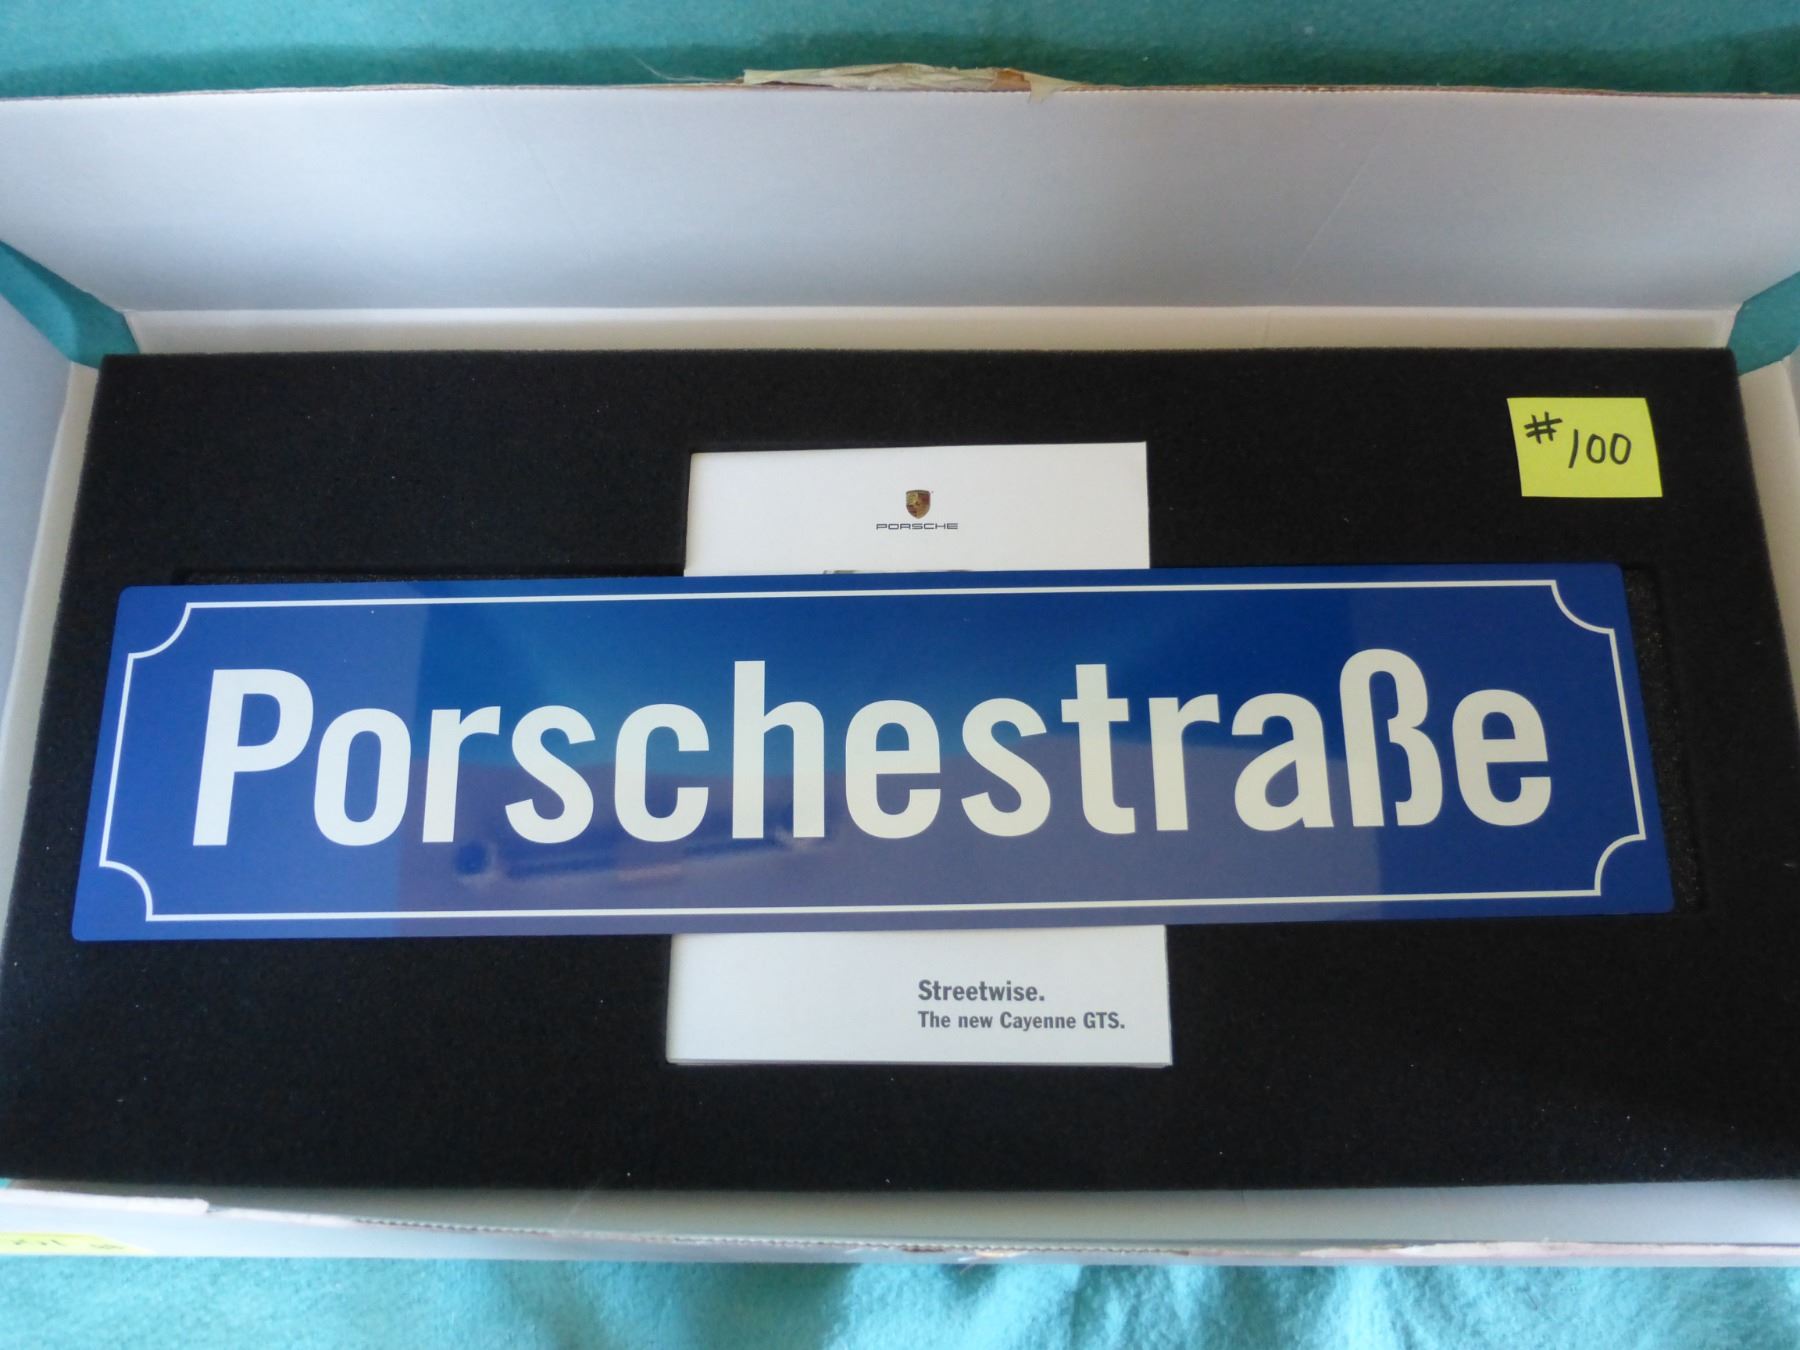 #100
PORSCHE
Porschestraße
Streetwise.
The new Cayenne GTS.